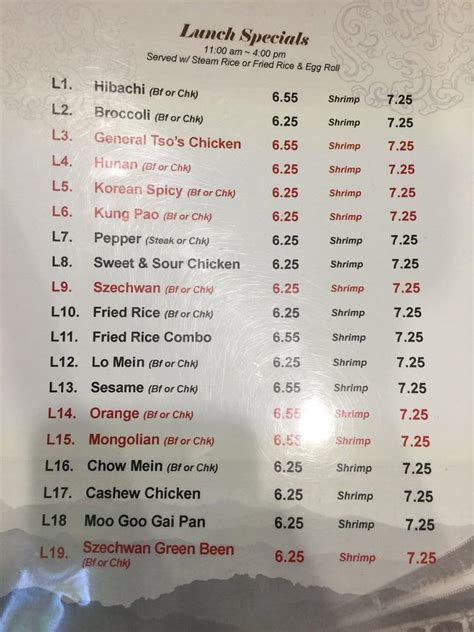 Lunch Specials
11:00 am ~ 4:00 pm
Served w/ Steam Rice or Fried Rice & Egg Roll
L1. Hibachi (Bf or Chk) 6.55 Shrimp 7.25
L2. Broccoli (Bf or Chk) 6.25 Shrimp 7.25
L3. General Tso's Chicken 6.55 Shrimp 7.25
L4. Hunan (Bf or Chk) 6.25 Shrimp 7.25
L5. Korean Spicy (Bf or Chk) 6.25 Shrimp 7.25
L6. Kung Pao (Bf or Chk) 6.25 Shrimp 7.25
L7. Pepper (Steak or Chk) 6.25 Shrimp 7.25
L8. Sweet & Sour Chicken 6.25 Shrimp 7.25
L9. Szechwan (Bf or Chk) 6.25 Shrimp 7.25
L10. Fried Rice (Bf or Chk) 6.25 Shrimp 7.25
L11. Fried Rice Combo 6.55 Shrimp 7.25
L12. Lo Mein (Bf or Chk) 6.25 Shrimp 7.25
L13. Sesame (Bf or Chk) 6.55 Shrimp 7.25
L14. Orange (Bf or Chk) 6.55 Shrimp 7.25
L15. Mongolian (Bf or Chk) 6.55 Shrimp 7.25
L16. Chow Mein (Bf or Chk) 6.25 Shrimp 7.25
L17. Cashew Chicken 6.25 Shrimp 7.25
L18 Moo Goo Gai Pan 6.25 Shrimp 7.25
L19. Szechwan Green Been 6.25 Shrimp 7.25
(Bf or Chk)